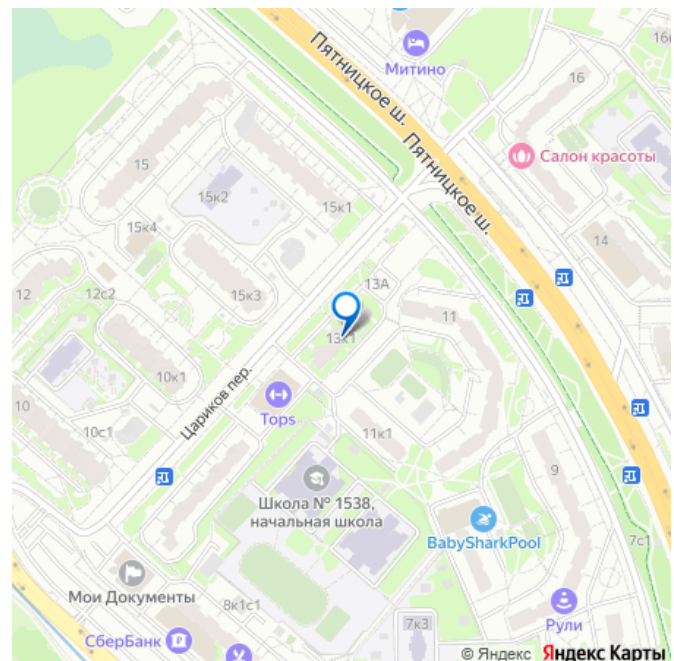 Пятницкое ш.
Митино
16
Салон красоты
Пятницкое ш.
15
15к2
15к1
15к4
14
12
12с2
15к3
13А
13к1
11
10к1
Цариков пер.
10
10с1
Tops
11к1
9
Школа № 1538,
начальная школа
BabySharkPool
7с1
Мои Документы
8к1с1
7к3
Рули
СберБанк
© Яндекс Яндекс Карты